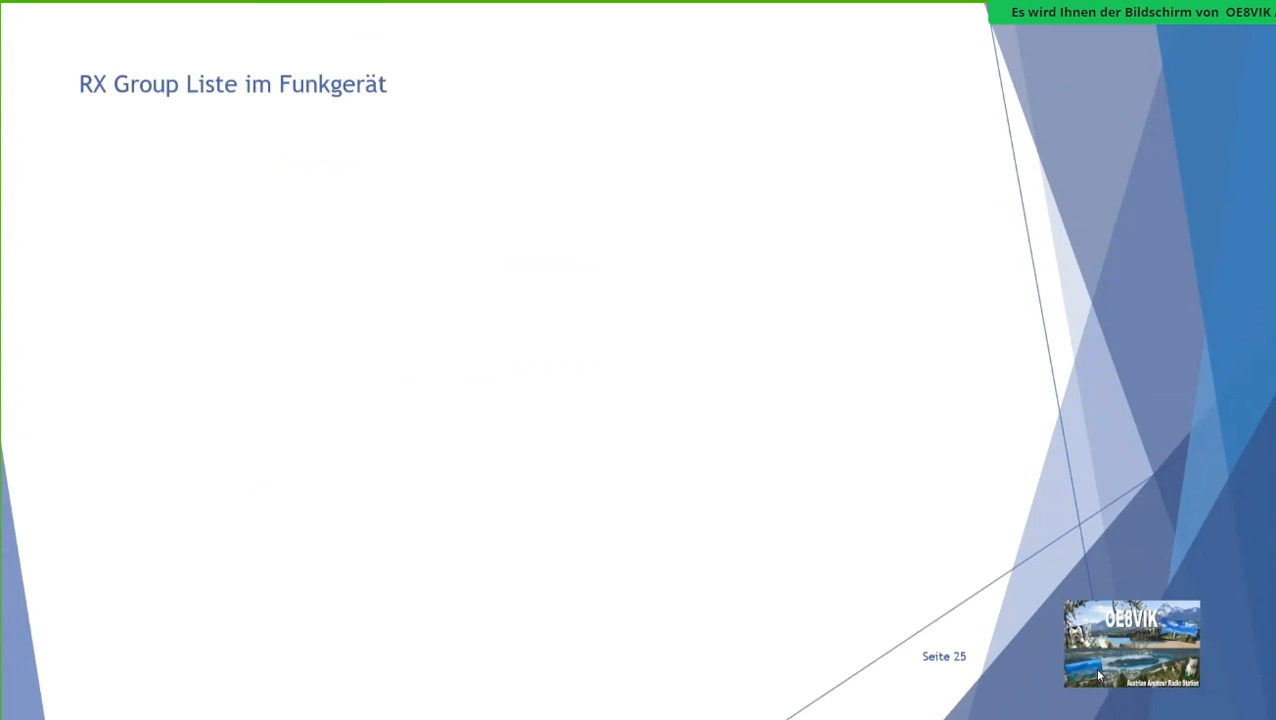 Es wird Ihnen der Bildschirm von OE8VIK
RX Group Liste im Funkgerät
Seite 25
OE8VIK
Austrian Amateur Radio Station